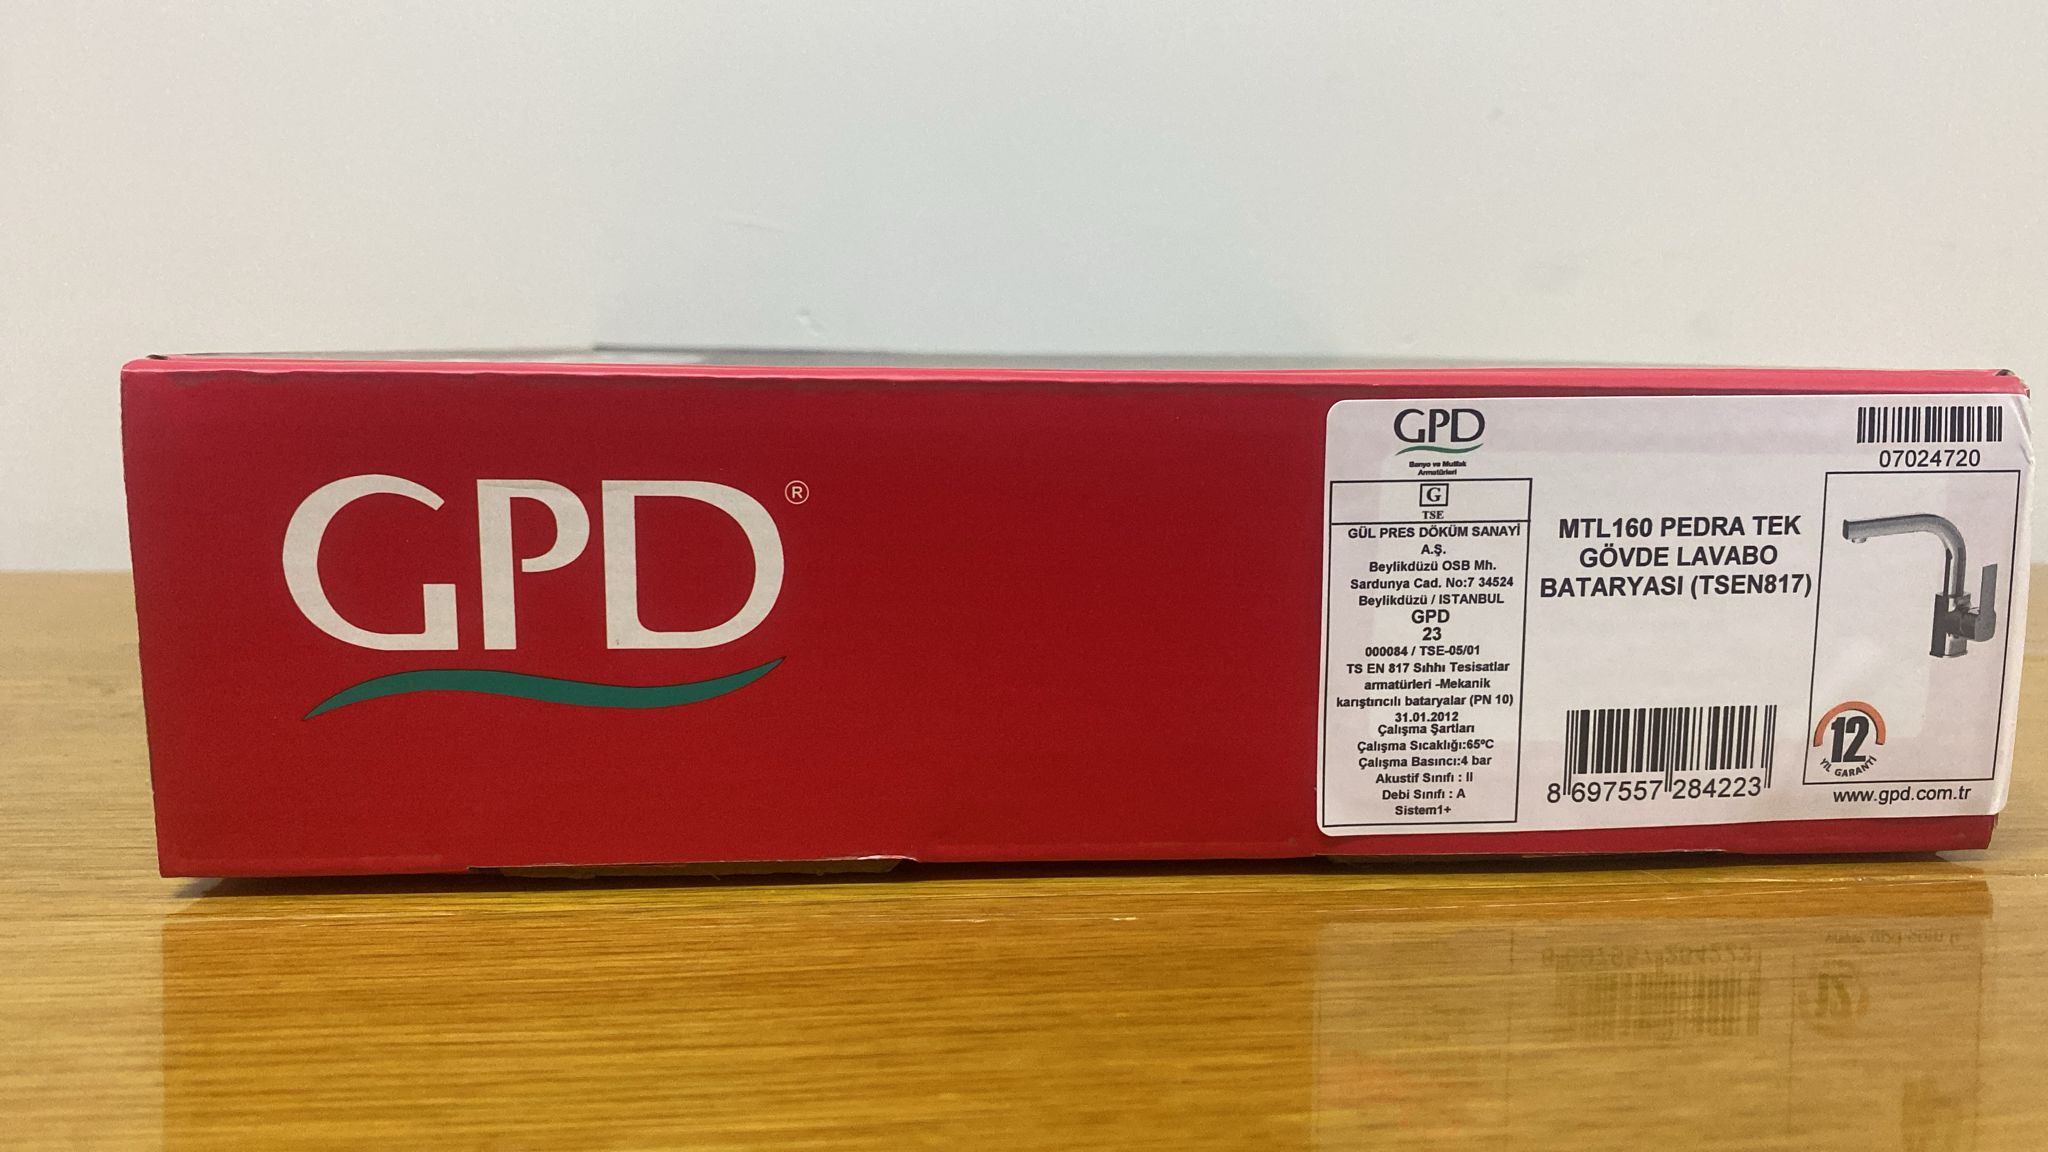 GPD®
GPD
Banyo ve Mutfak
Armatürleri
G
TSE
GÜL PRES DÖKÜM SANAYİ
A.Ş.
Beylikdüzü OSB Mh.
Sardunya Cad. No:7 34524
Beylikdüzü / ISTANBUL
GPD
23
000084 / TSE-05/01
TS EN 817 Sıhhı Tesisatlar
armatürleri -Mekanik
karıştırıcılı bataryalar (PN 10)
31.01.2012
Çalışma Şartları
Çalışma Sıcaklığı:65ºC
Çalışma Basıncı:4 bar
Akustif Sınıfı : II
Debi Sınıfı : A
Sistem1+
MTL160 PEDRA TEK
GÖVDE LAVABO
BATARYASI (TSEN817)
8 697557 284223
07024720
12
YIL GARANTİ
www.gpd.com.tr